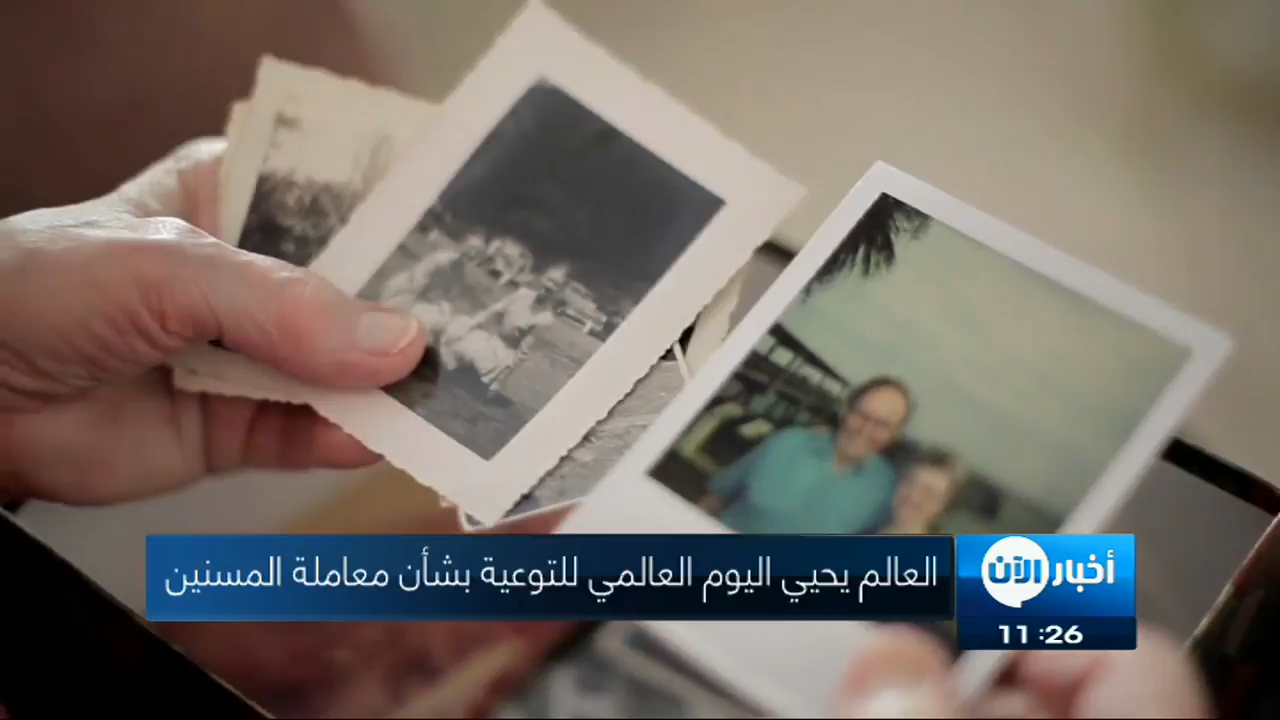 العالم يحيي اليوم العالمي للتوعية بشأن معاملة المسنين
أخبار الآن
11:26